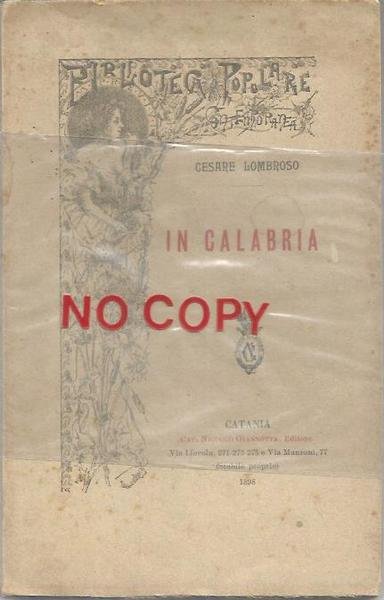 BIBLIOTECA POPOLARE
CONTEMPORANEA
CESARE LOMBROSO
IN CALABRIA
NO COPY
CATANIA
CAV. NICCOLÒ GIANNOTTA, Editore
Via Lincoln, 271-273-275 e Via Manzoni, 77
(Stabile proprio)
1898